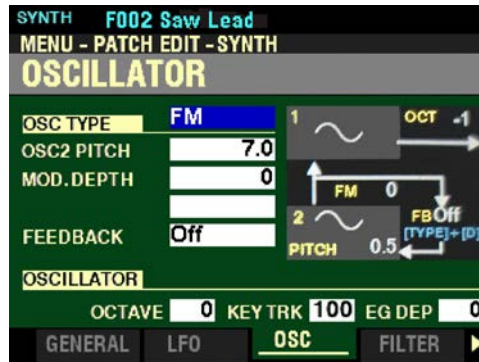 SYNTH F002 Saw Lead
MENU - PATCH EDIT - SYNTH
OSCILLATOR
OSC TYPE FM
OSC2 PITCH 7.0
MOD. DEPTH 0
FEEDBACK Off
1 OCT -1
FM 0
2 FB Off
[TYPE]+[D]
PITCH 0.5
OSCILLATOR
OCTAVE 0 KEY TRK 100 EG DEP 0
GENERAL LFO OSC FILTER